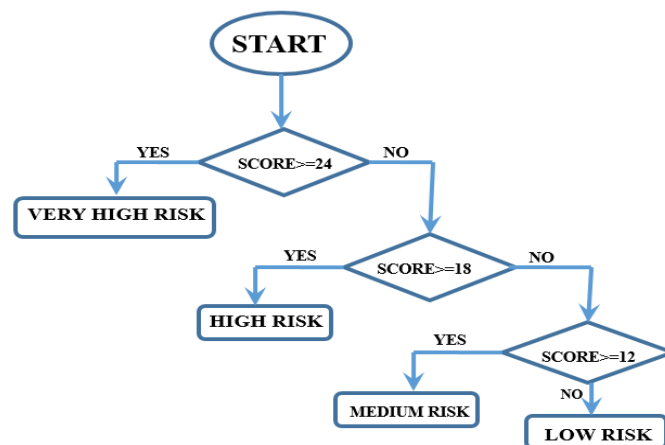 START
YES
SCORE>=24
NO
VERY HIGH RISK
YES
SCORE>=18
NO
HIGH RISK
YES
SCORE>=12
NO
MEDIUM RISK
LOW RISK